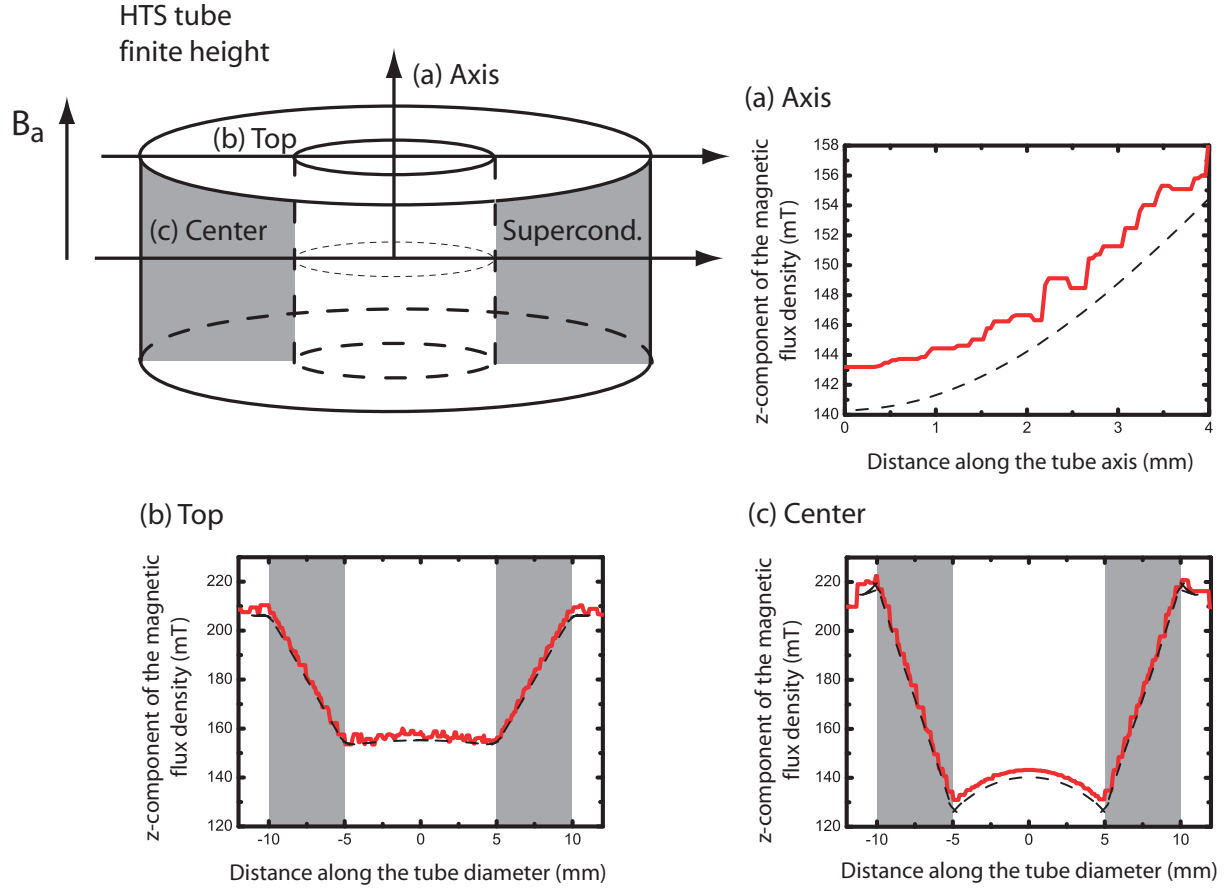 HTS tube
finite height
(a) Axis
B_a
(b) Top
(c) Center
Supercond.
(a) Axis
z-component of the magnetic
flux density (mT)
158
156
154
152
150
148
146
144
142
140
0 1 2 3 4
Distance along the tube axis (mm)
(b) Top
z-component of the magnetic
flux density (mT)
220
200
180
160
140
120
-10 -5 0 5 10
Distance along the tube diameter (mm)
(c) Center
z-component of the magnetic
flux density (mT)
220
200
180
160
140
120
-10 -5 0 5 10
Distance along the tube diameter (mm)